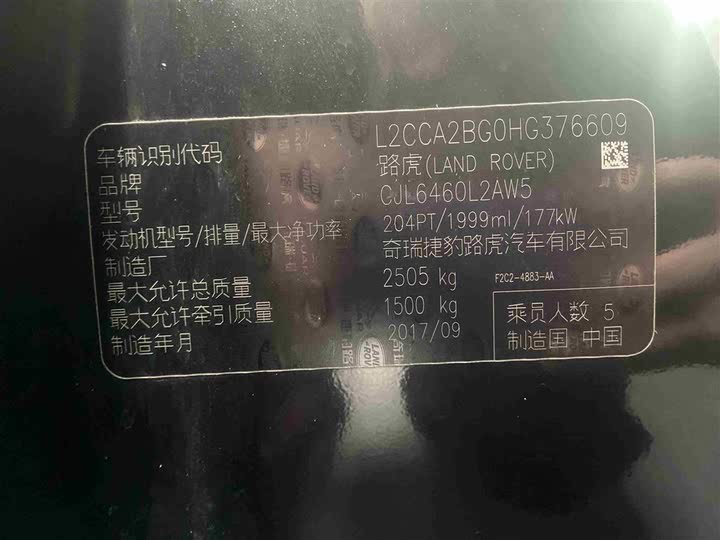 车辆识别代码 L2CCA2BG0HG376609
品牌 路虎(LAND ROVER)
型号 CJL6460L2AW5
发动机型号/排量/最大净功率 204PT/1999ml/177kW
制造厂 奇瑞捷豹路虎汽车有限公司
最大允许总质量 2505 kg F2C2-4883-AA
最大允许牵引质量 1500 kg 乘员人数 5
制造年月 2017/09 制造国 中国